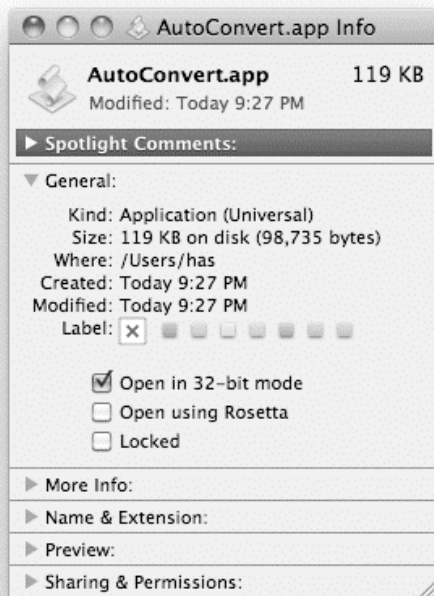 AutoConvert.app Info
AutoConvert.app 119 KB
Modified: Today 9:27 PM
Spotlight Comments:
General:
Kind: Application (Universal)
Size: 119 KB on disk (98,735 bytes)
Where: /Users/has
Created: Today 9:27 PM
Modified: Today 9:27 PM
Label:
Open in 32-bit mode
Open using Rosetta
Locked
More Info:
Name & Extension:
Preview:
Sharing & Permissions: